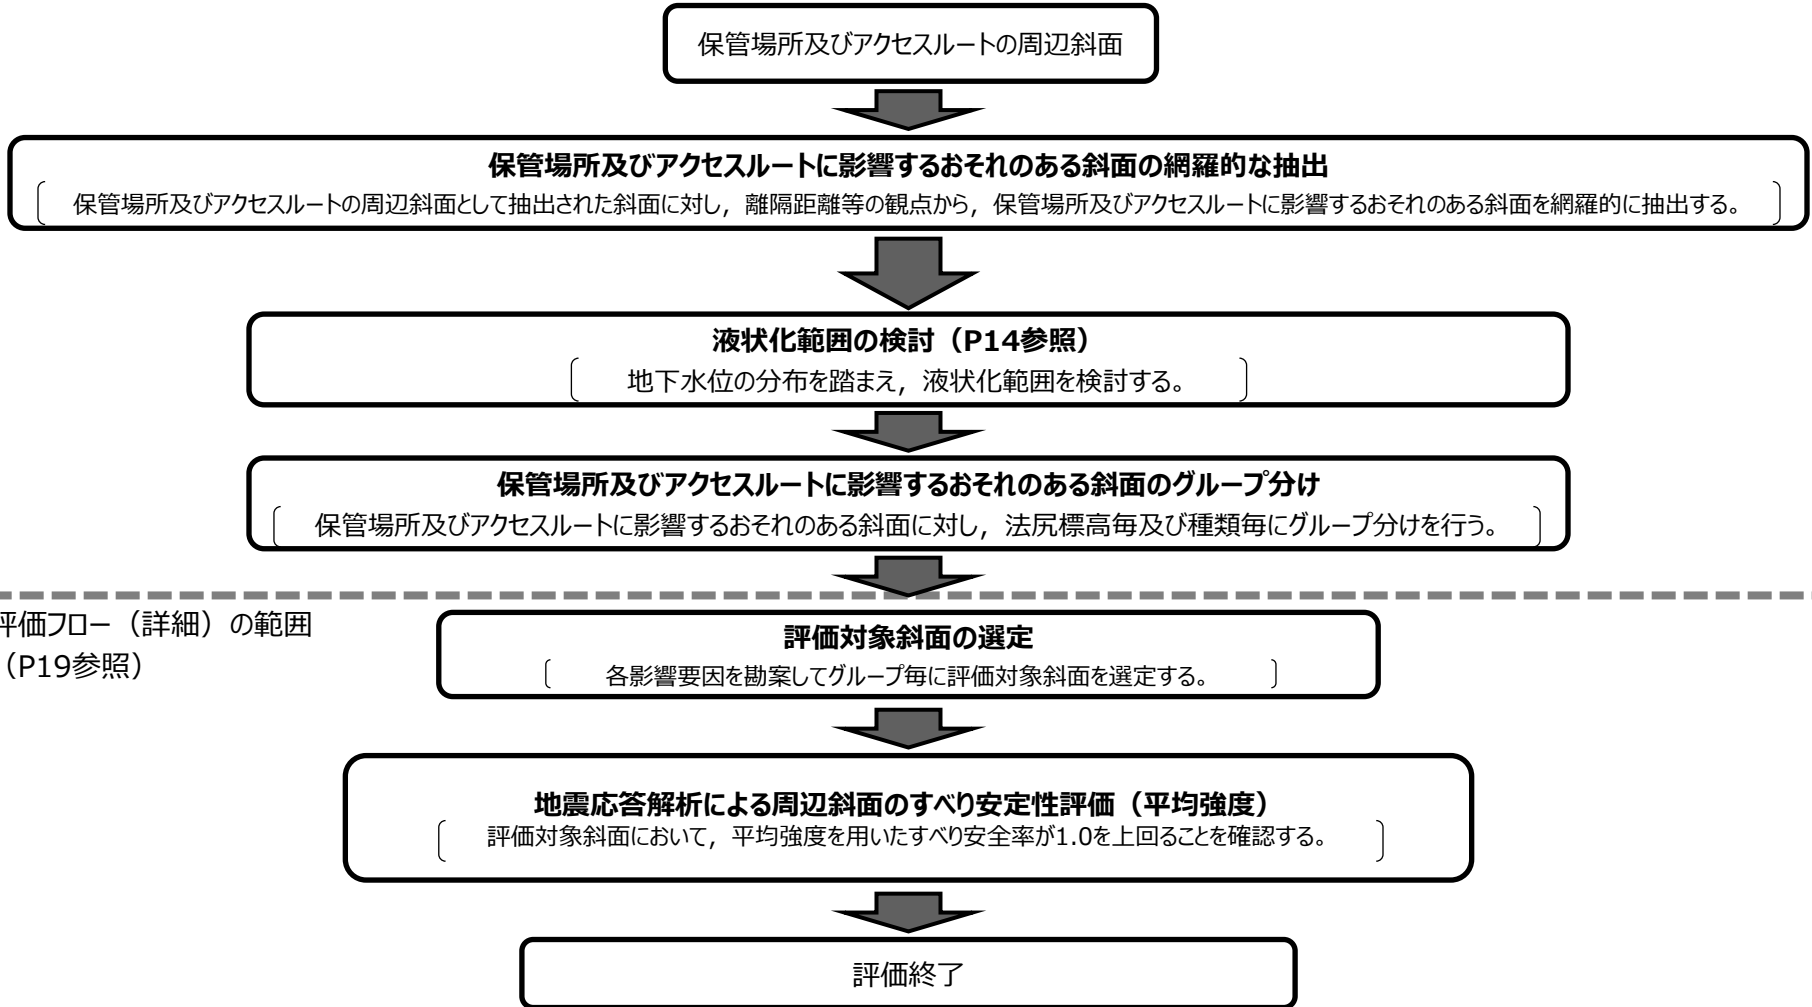 保管場所及びアクセスルートの周辺斜面
保管場所及びアクセスルートに影響するおそれのある斜面の網羅的な抽出
保管場所及びアクセスルートの周辺斜面として抽出された斜面に対し，離隔距離等の観点から，保管場所及びアクセスルートに影響するおそれのある斜面を網羅的に抽出する。
液状化範囲の検討（P14参照）
地下水位の分布を踏まえ，液状化範囲を検討する。
保管場所及びアクセスルートに影響するおそれのある斜面のグループ分け
保管場所及びアクセスルートに影響するおそれのある斜面に対し，法尻標高毎及び種類毎にグループ分けを行う。
評価フロー（詳細）の範囲
（P19参照）
評価対象斜面の選定
各影響要因を勘案してグループ毎に評価対象斜面を選定する。
地震応答解析による周辺斜面のすべり安定性評価（平均強度）
評価対象斜面において，平均強度を用いたすべり安全率が1.0を上回ることを確認する。
評価終了